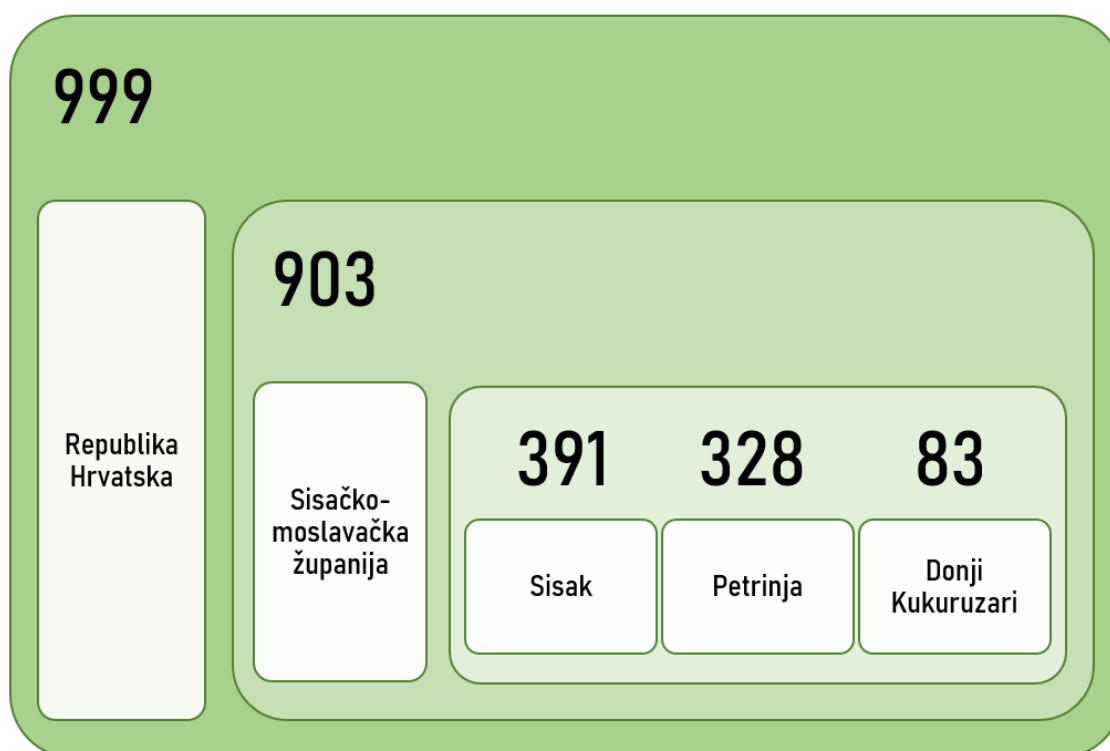 999
Republika
Hrvatska
903
Sisačko-
moslavačka
županija
391 328 83
Sisak
Petrinja
Donji
Kukuruzari